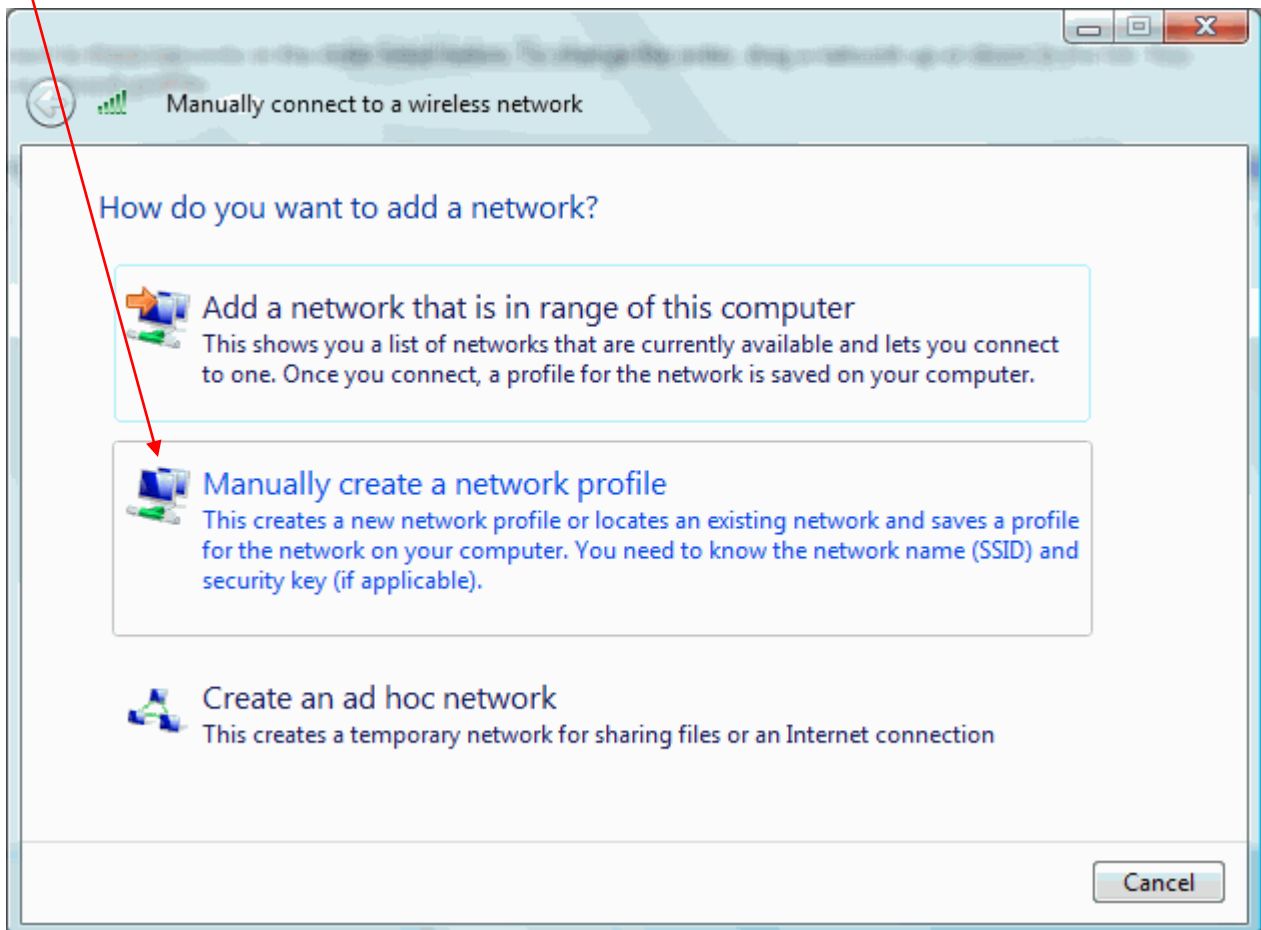 Manually connect to a wireless network
How do you want to add a network?
Add a network that is in range of this computer
This shows you a list of networks that are currently available and lets you connect
to one. Once you connect, a profile for the network is saved on your computer.
Manually create a network profile
This creates a new network profile or locates an existing network and saves a profile
for the network on your computer. You need to know the network name (SSID) and
security key (if applicable).
Create an ad hoc network
This creates a temporary network for sharing files or an Internet connection
Cancel